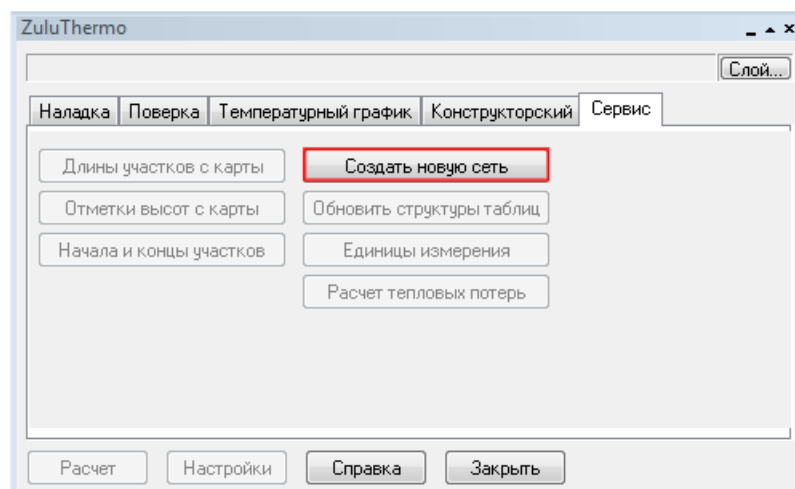 ZuluThermo
Слой...
Наладка Поверка Температурный график Конструкторский Сервис
Длины участков с карты Создать новую сеть
Отметки высот с карты Обновить структуры таблиц
Начала и концы участков Единицы измерения
Расчет тепловых потерь
Расчет Настройки Справка Закрыть